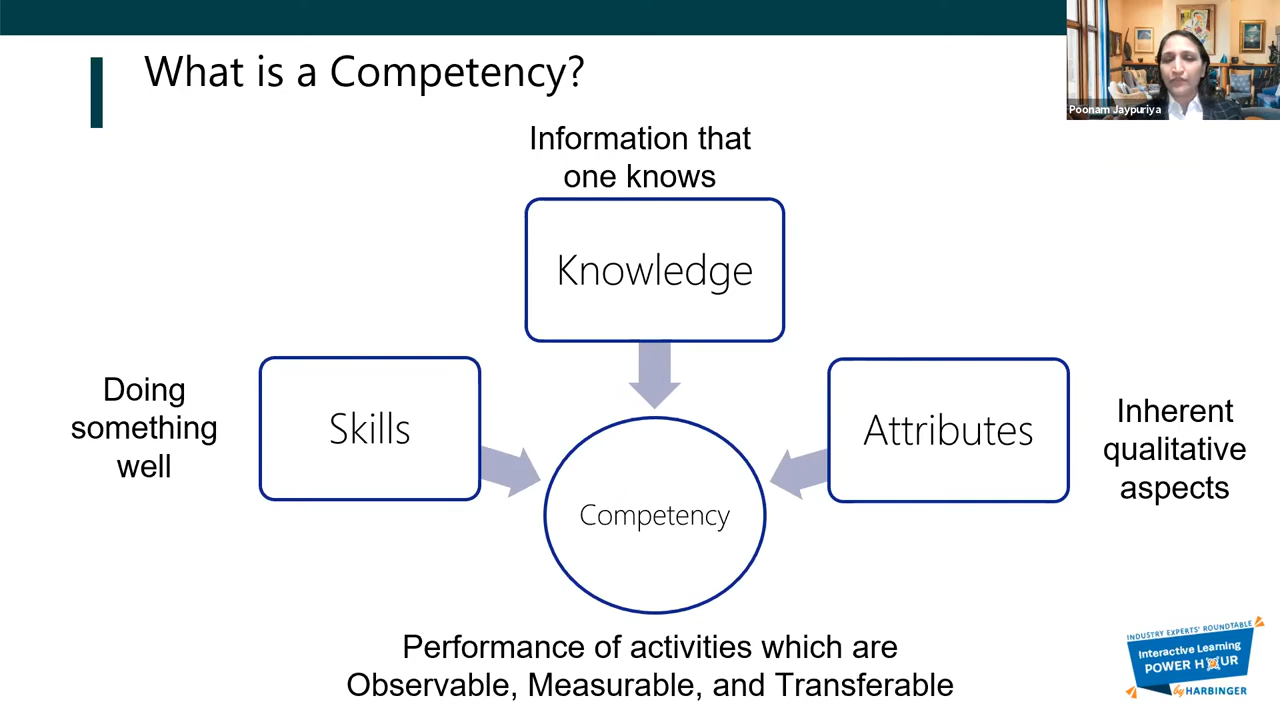 What is a Competency?
Poonam Jaypuriya
Information that
one knows
Knowledge
Doing
something
well
Skills
Attributes
Inherent
qualitative
aspects
Competency
Performance of activities which are
Observable, Measurable, and Transferable
INDUSTRY EXPERTS' ROUNDTABLE
Interactive Learning
POWER HOUR
by HARBINGER